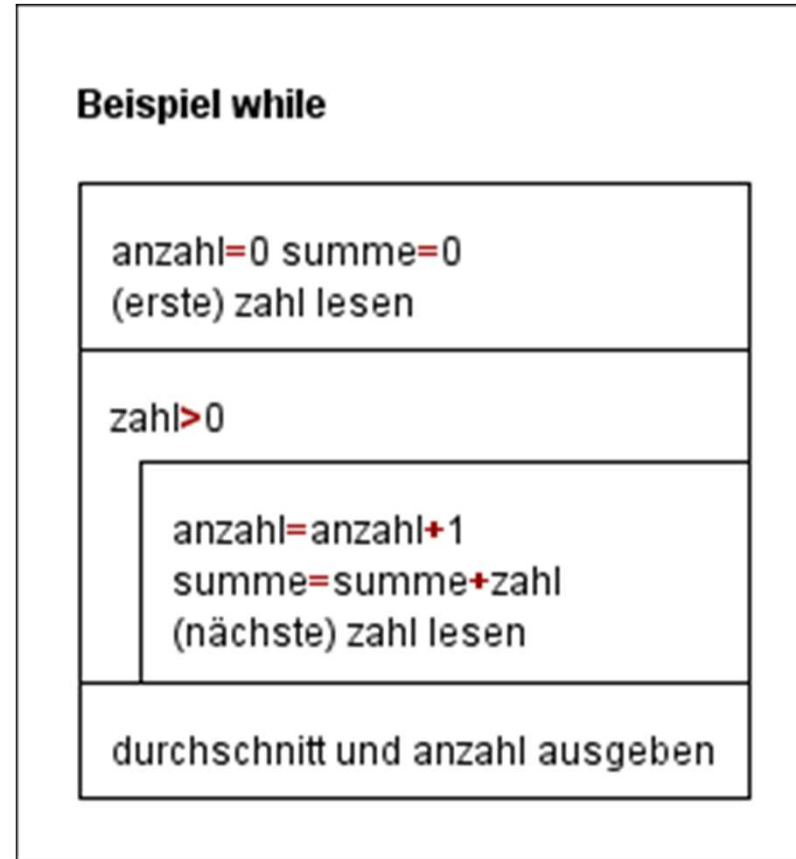 Beispiel while
anzahl=0 summe=0
(erste) zahl lesen
zahl>0
anzahl=anzahl+1
summe=summe+zahl
(nächste) zahl lesen
durchschnitt und anzahl ausgeben